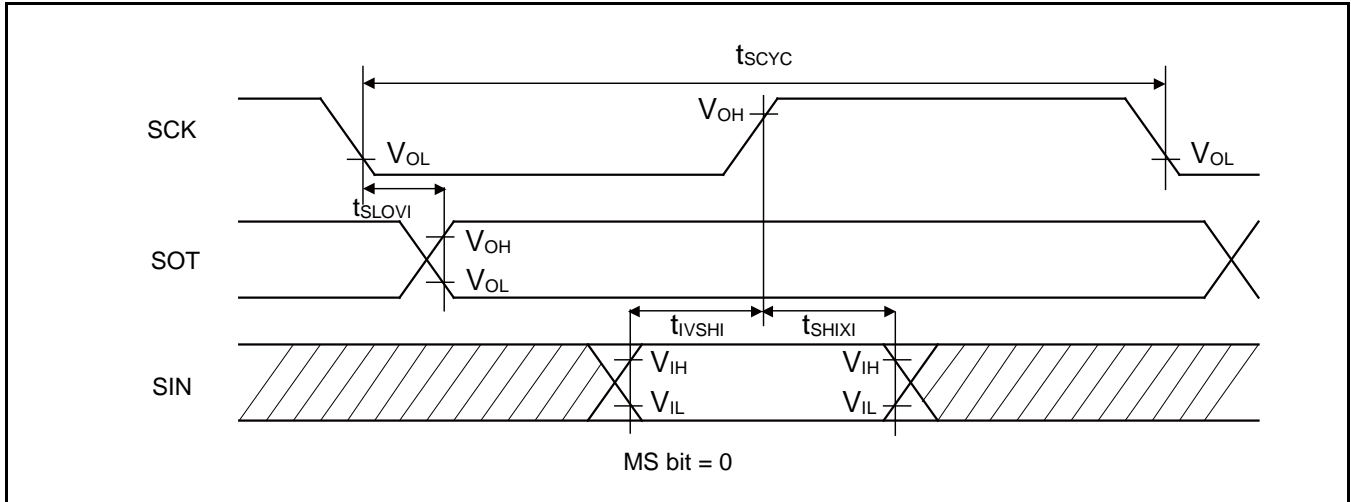 tSCYC
SCK
VOH
VOL
VOL
tSLOVI
SOT
VOH
VOL
tIVSHI
tSHIXI
SIN
VIH
VIH
VIL
VIL
MS bit = 0